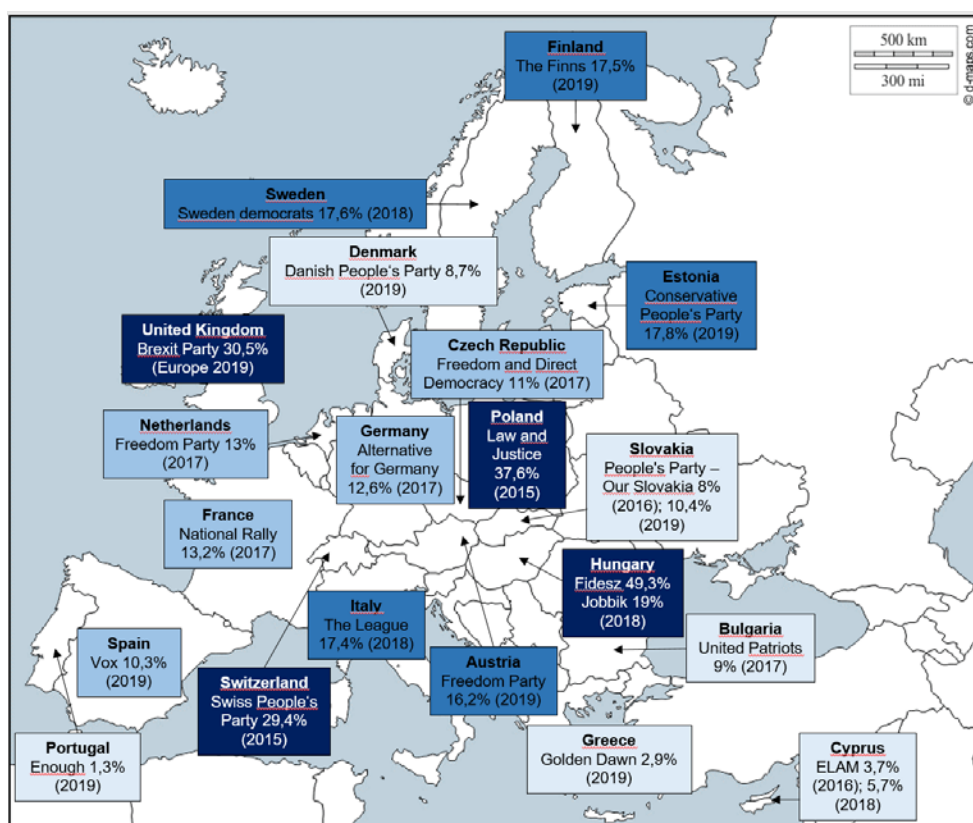 Finland
The Finns 17,5%
(2019)
500 km
300 mi
© d-maps.com
Sweden
Sweden democrats 17,6% (2018)
Denmark
Danish People's Party 8,7%
(2019)
Estonia
Conservative
People's Party
17,8% (2019)
United Kingdom
Brexit Party 30,5%
(Europe 2019)
Czech Republic
Freedom and Direct
Democracy 11% (2017)
Netherlands
Freedom Party 13%
(2017)
Germany
Alternative
for Germany
12,6% (2017)
Poland
Law and
Justice
37,6%
(2015)
Slovakia
People's Party –
Our Slovakia 8%
(2016); 10,4%
(2019)
France
National Rally
13,2% (2017)
Hungary
Fidesz 49,3%
Jobbik 19%
(2018)
Italy
The League
17,4% (2018)
Bulgaria
United Patriots
9% (2017)
Spain
Vox 10,3%
(2019)
Switzerland
Swiss People's
Party 29,4%
(2015)
Austria
Freedom Party
16,2% (2019)
Portugal
Enough 1,3%
(2019)
Greece
Golden Dawn 2,9%
(2019)
Cyprus
ELAM 3,7%
(2016); 5,7%
(2018)